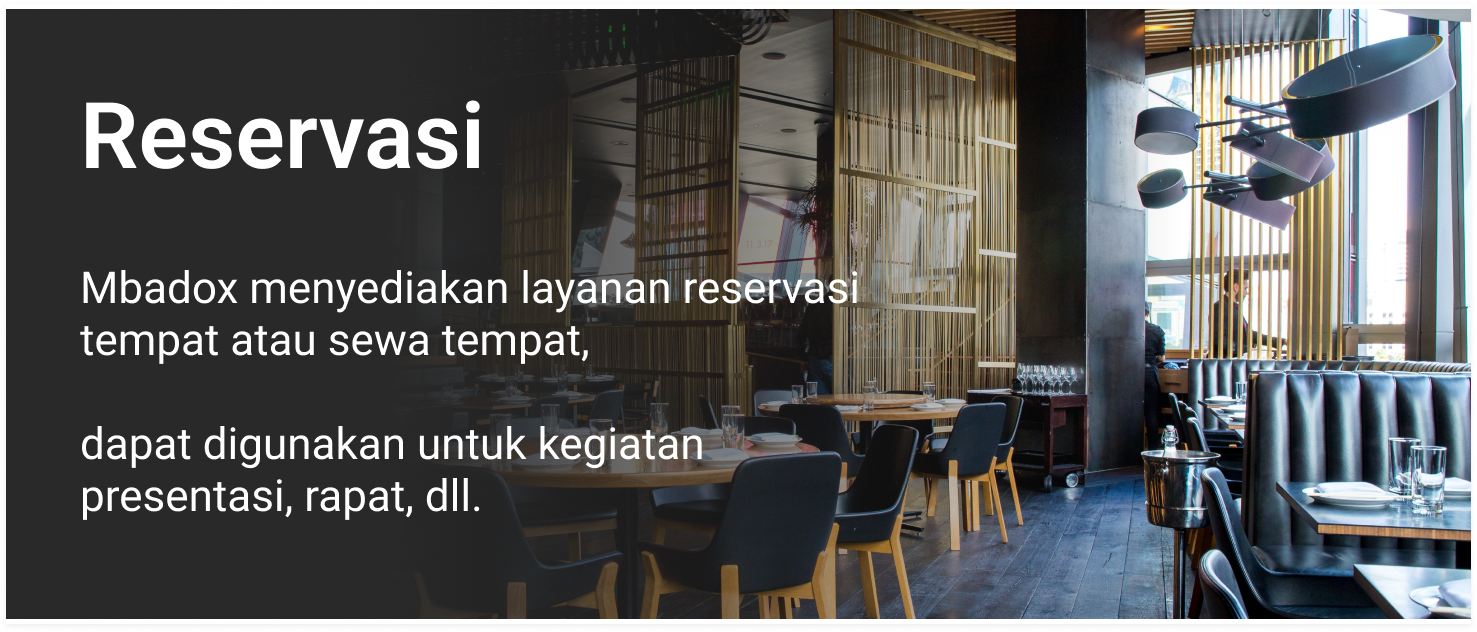 Reservasi
Mbadox menyediakan layanan reservasi
tempat atau sewa tempat,
dapat digunakan untuk kegiatan
presentasi, rapat, dll.